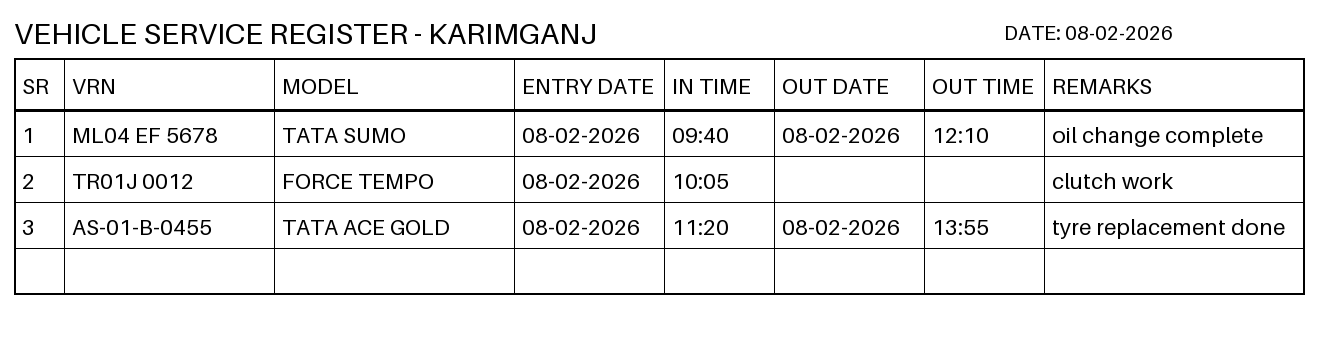 VEHICLE SERVICE REGISTER - KARIMGANJ DATE: 08-02-2026
SR VRN MODEL ENTRY DATE IN TIME OUT DATE OUT TIME REMARKS
1 ML04 EF 5678 TATA SUMO 08-02-2026 09:40 08-02-2026 12:10 oil change complete
2 TR01J 0012 FORCE TEMPO 08-02-2026 10:05 clutch work
3 AS-01-B-0455 TATA ACE GOLD 08-02-2026 11:20 08-02-2026 13:55 tyre replacement done